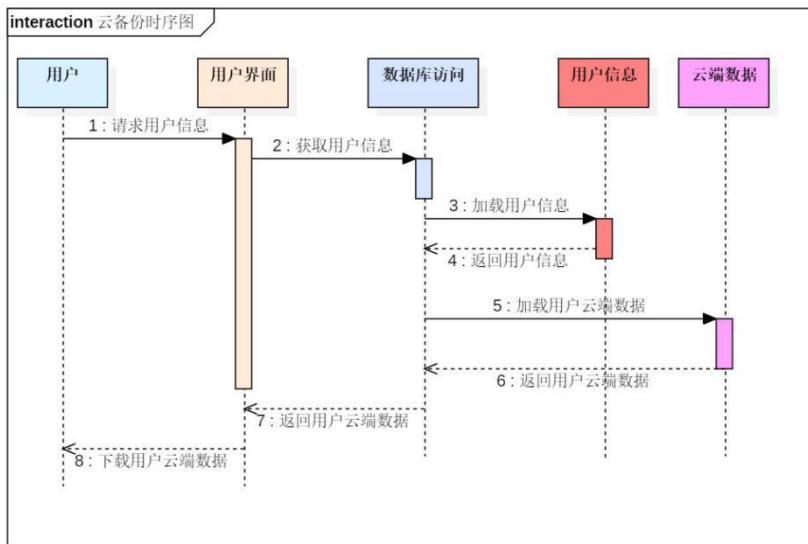 interaction 云备份时序图
用户
用户界面
数据库访问
用户信息
云端数据
1 : 请求用户信息
2 : 获取用户信息
3 : 加载用户信息
4 : 返回用户信息
5 : 加载用户云端数据
6 : 返回用户云端数据
7 : 返回用户云端数据
8 : 下载用户云端数据